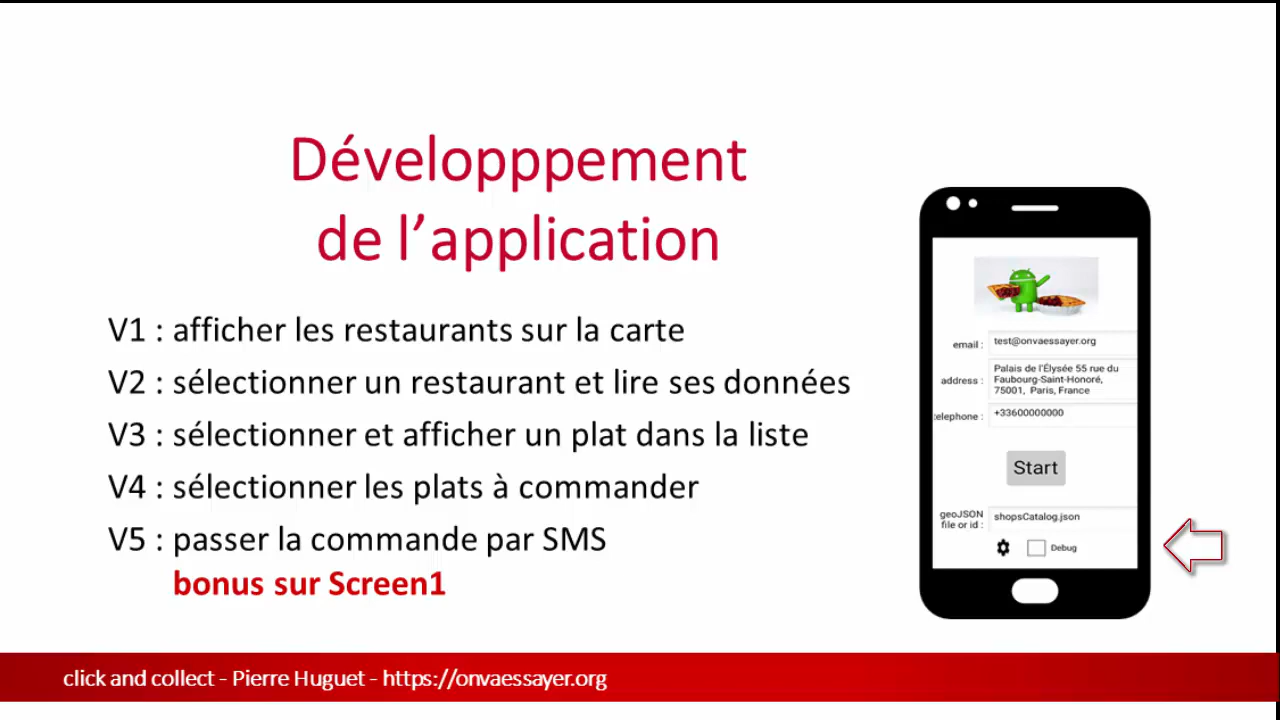 Développpement
de l’application
V1 : afficher les restaurants sur la carte
V2 : sélectionner un restaurant et lire ses données
V3 : sélectionner et afficher un plat dans la liste
V4 : sélectionner les plats à commander
V5 : passer la commande par SMS
bonus sur Screen1
email :
test@onvaessayer.org
address :
Palais de l'Élysée 55 rue du
Faubourg-Saint-Honoré,
75001, Paris, France
elephone :
+33600000000
Start
geoJSON
file or id :
shopsCatalog.json
Debug
click and collect - Pierre Huguet - https://onvaessayer.org